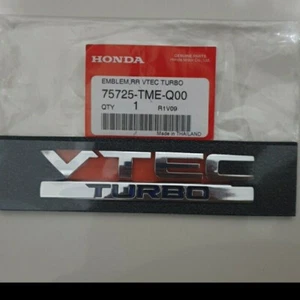 HONDA
EMBLEM,RR VTEC TURBO
75725-TME-Q00
QTY 1 R1V09
Made in THAILAND
VTEC
TURBO